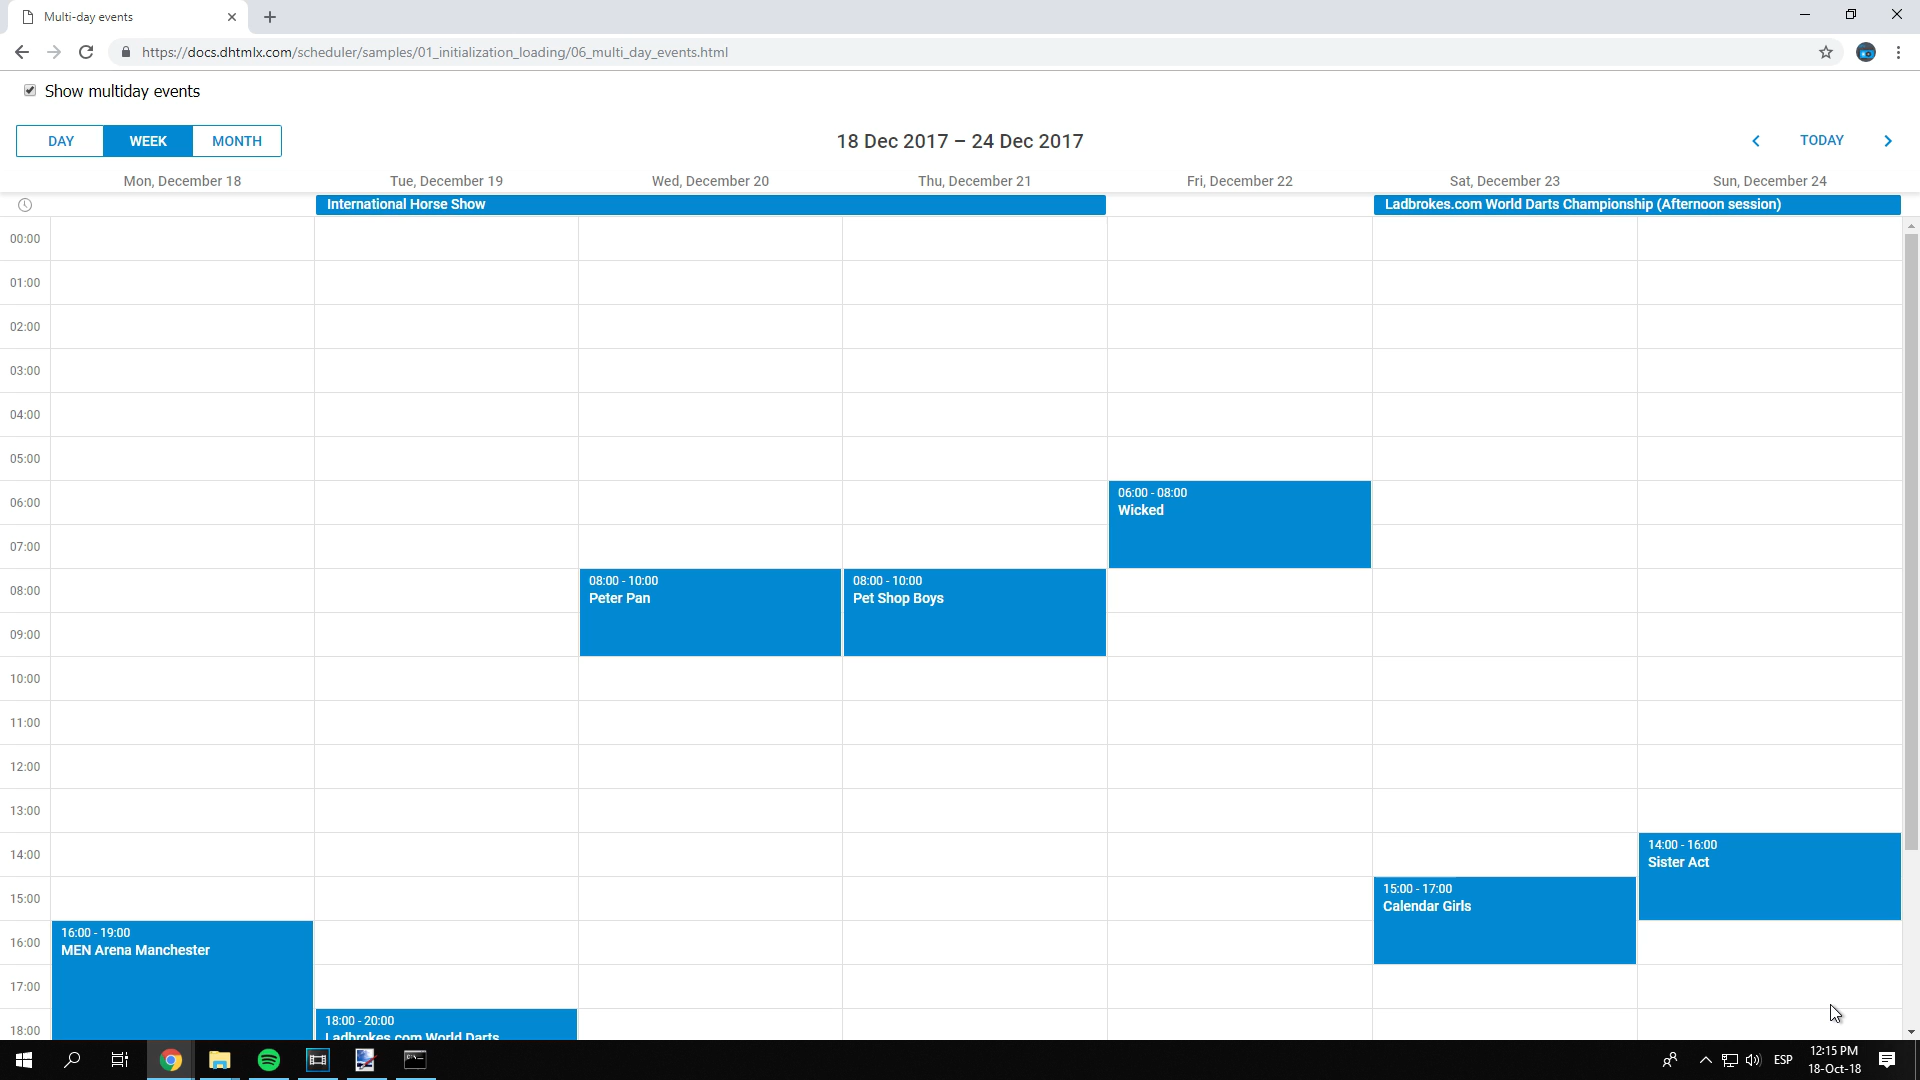 Multi-day events
https://docs.dhtmlx.com/scheduler/samples/01_initialization_loading/06_multi_day_events.html
Show multiday events
DAY WEEK MONTH 18 Dec 2017 – 24 Dec 2017 TODAY
Mon, December 18 Tue, December 19 Wed, December 20 Thu, December 21 Fri, December 22 Sat, December 23 Sun, December 24
International Horse Show Ladbrokes.com World Darts Championship (Afternoon session)
00:00
01:00
02:00
03:00
04:00
05:00
06:00 06:00 - 08:00
Wicked
07:00
08:00 08:00 - 10:00 08:00 - 10:00
Peter Pan Pet Shop Boys
09:00
10:00
11:00
12:00
13:00
14:00 14:00 - 16:00
Sister Act
15:00 15:00 - 17:00
Calendar Girls
16:00 16:00 - 19:00
MEN Arena Manchester
17:00
18:00 18:00 - 20:00
Ladbrokes.com World Darts
ESP 12:15 PM
18-Oct-18